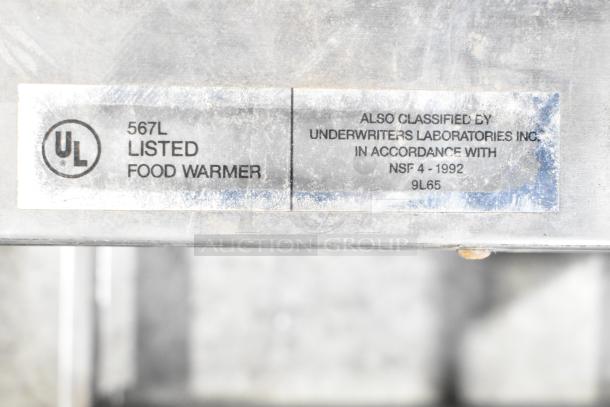 UL
567L
LISTED
FOOD WARMER
ALSO CLASSIFIED BY
UNDERWRITERS LABORATORIES INC.
IN ACCORDANCE WITH
NSF 4 - 1992
9L65
AUCTION GROUP